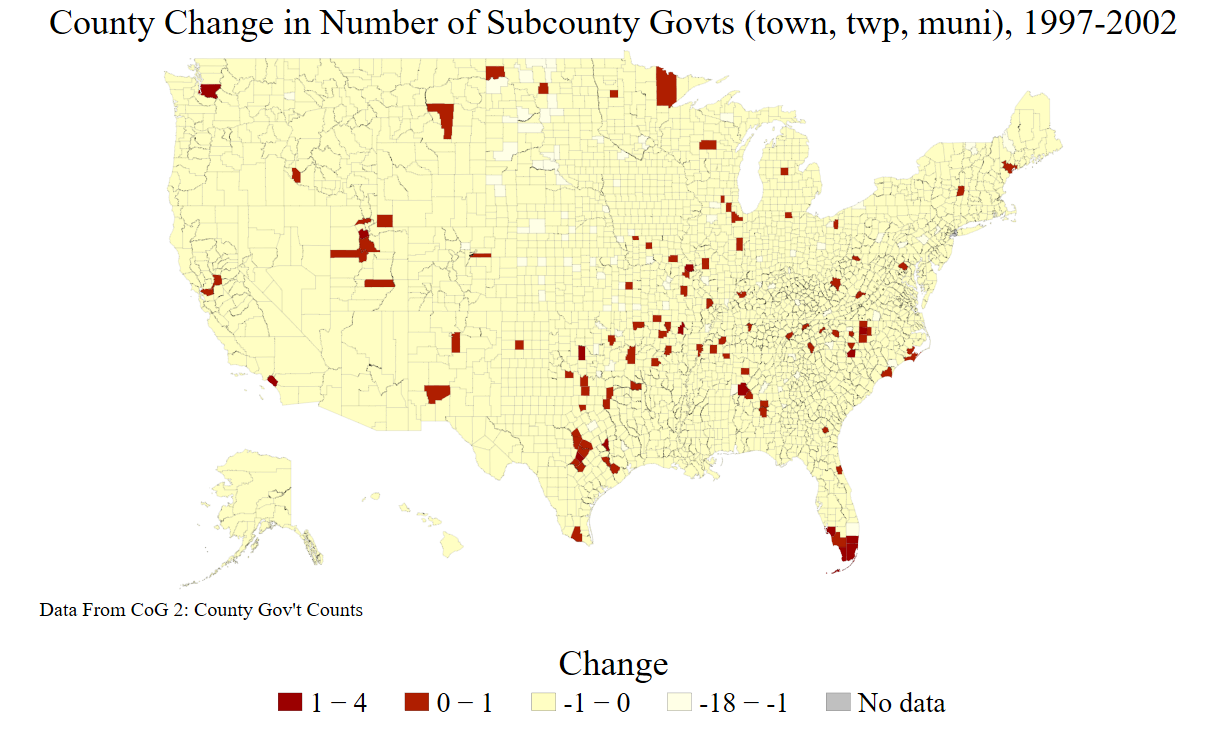 County Change in Number of Subcounty Govts (town, twp, muni), 1997-2002
Data From CoG 2: County Gov't Counts
Change
1 − 4 0 − 1 -1 − 0 -18 − -1 No data